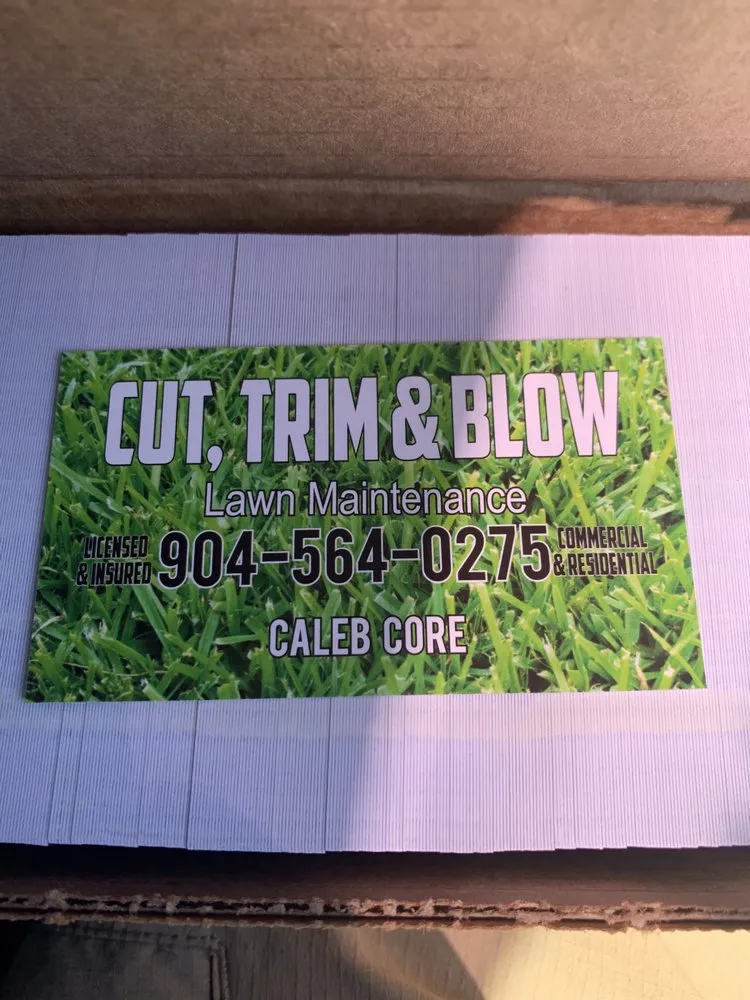 CUT, TRIM & BLOW
Lawn Maintenance
LICENSED
& INSURED
904-564-0275
COMMERCIAL
& RESIDENTIAL
CALEB CORE